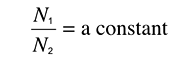 N₁/N₂ = a constant